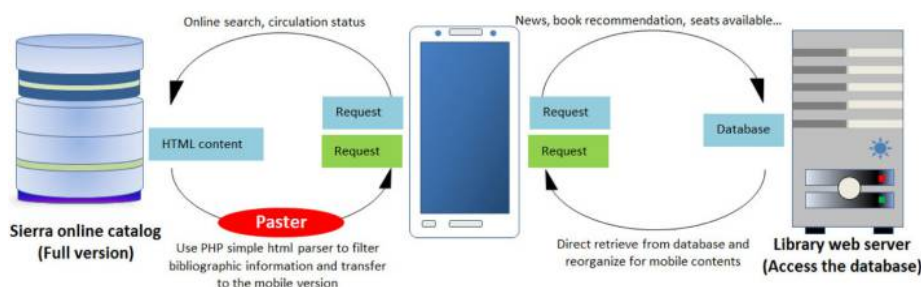 Online search, circulation status
News, book recommendation, seats available...
Request
Request
HTML content
Request
Request
Database
Paster
Sierra online catalog
(Full version)
Use PHP simple html parser to filter
bibliographic information and transfer
to the mobile version
Direct retrieve from database and
reorganize for mobile contents
Library web server
(Access the database)